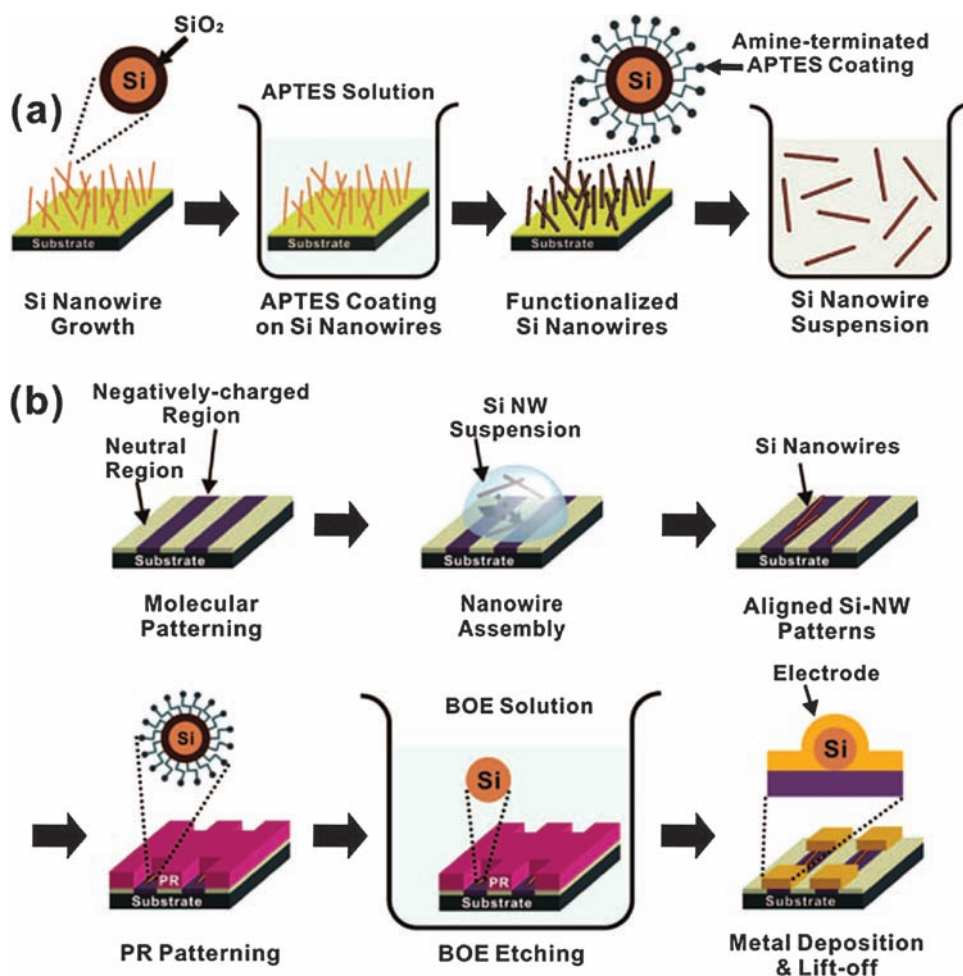 (a)
SiO₂
Si
APTES Solution
Si
Amine-terminated
APTES Coating
Substrate
Substrate
Substrate
Si Nanowire
Growth
APTES Coating
on Si Nanowires
Functionalized
Si Nanowires
Si Nanowire
Suspension
(b)
Negatively-charged
Region
Neutral
Region
Si NW
Suspension
Si Nanowires
Substrate
Substrate
Substrate
Molecular
Patterning
Nanowire
Assembly
Aligned Si-NW
Patterns
Si
PR
Substrate
PR Patterning
BOE Solution
Si
PR
Substrate
BOE Etching
Electrode
Si
Substrate
Metal Deposition
& Lift-off